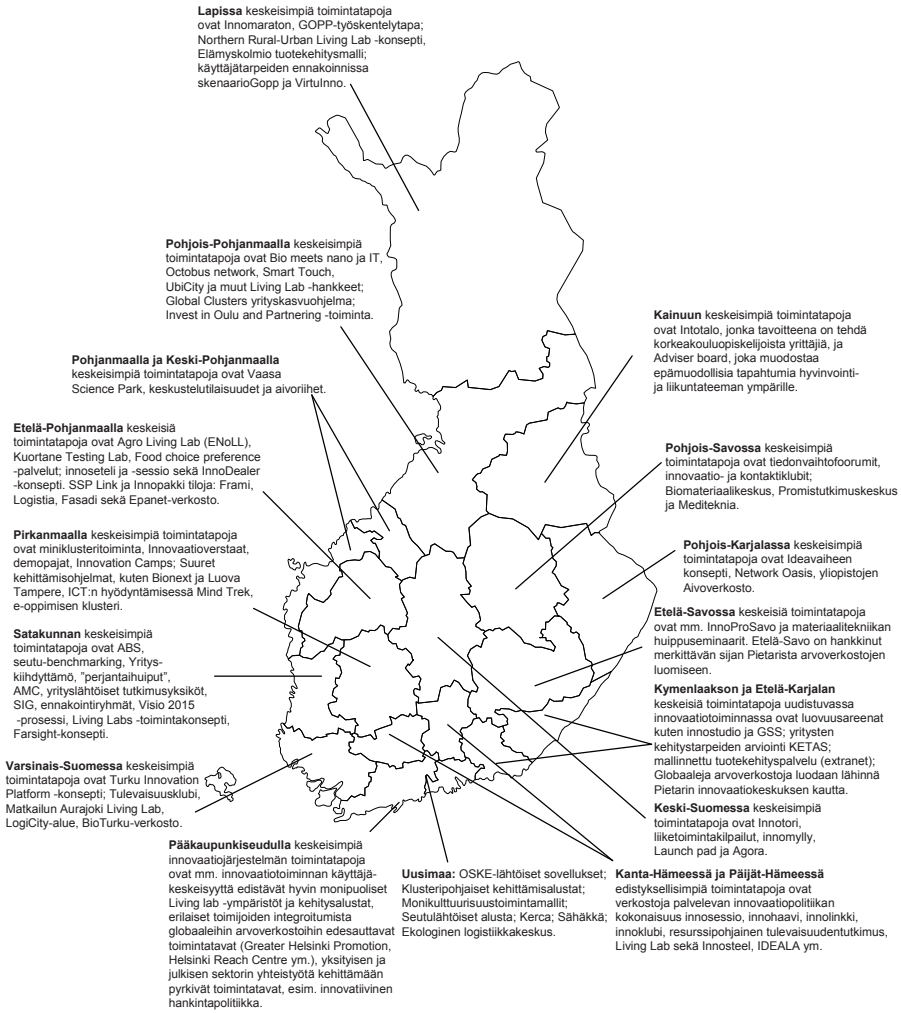 Lapissa keskeisimpiä toimintatapoja
ovat Innomaraton, GOPP-työskentelytapa;
Northern Rural-Urban Living Lab -konsepti,
Elämyskolmio tuotekehitysmalli;
käyttäjätarpeiden ennakoinnissa
skenaarioGopp ja VirtuInno.
Pohjois-Pohjanmaalla keskeisimpiä
toimintatapoja ovat Bio meets nano ja IT,
Octobus network, Smart Touch,
UbiCity ja muut Living Lab -hankkeet;
Global Clusters yrityskasvuohjelma;
Invest in Oulu and Partnering -toiminta.
Pohjanmaalla ja Keski-Pohjanmaalla
keskeisimpiä toimintatapoja ovat Vaasa
Science Park, keskustelutilaisuudet ja aivoriihet.
Etelä-Pohjanmaalla keskeisiä
toimintatapoja ovat Agro Living Lab (ENoLL),
Kuortane Testing Lab, Food choice preference
-palvelut; innoseteli ja -sessio sekä InnoDealer
-konsepti. SSP Link ja Innopakki tiloja: Frami,
Logistia, Fasadi sekä Epanet-verkosto.
Pirkanmaalla keskeisimpiä toimintatapoja
ovat miniklusteritoiminta, Innovaatioverstaat,
demopajat, Innovation Camps; Suuret
kehittämisohjelmat, kuten Bionext ja Luova
Tampere, ICT:n hyödyntämisessä Mind Trek,
e-oppimisen klusteri.
Satakunnan keskeisimpiä
toimintatapoja ovat ABS,
seutu-benchmarking, Yritys-
kiihdyttämö, ”perjantaihuiput”,
AMC, yrityslähtöiset tutkimusyksiköt,
SIG, ennakointiryhmät, Visio 2015
-prosessi, Living Labs -toimintakonsepti,
Farsight-konsepti.
Varsinais-Suomessa keskeisimpiä
toimintatapoja ovat Turku Innovation
Platform -konsepti; Tulevaisuusklubi,
Matkailun Aurajoki Living Lab,
LogiCity-alue, BioTurku-verkosto.
Pääkaupunkiseudulla keskeisimpiä
innovaatiojärjestelmän toimintatapoja
ovat mm. innovaatiotoiminnan käyttäjä-
keskeisyyttä edistävät hyvin monipuoliset
Living lab -ympäristöt ja kehitysalustat,
erilaiset toimijoiden integroitumista
globaaleihin arvoverkostoihin edesauttavat
toimintatavat (Greater Helsinki Promotion,
Helsinki Reach Centre ym.), yksityisen ja
julkisen sektorin yhteistyötä kehittämään
pyrkivät toimintatavat, esim. innovatiivinen
hankintapolitiikka.
Uusimaa: OSKE-lähtöiset sovellukset;
Klusteripohjaiset kehittämisalustat;
Monikulttuurisuustoimintamallit;
Seutulähtöiset alusta; Kerca; Sähäkkä;
Ekologinen logistiikkakeskus.
Kainuun keskeisimpiä toimintatapoja
ovat Intotalo, jonka tavoitteena on tehdä
korkeakouluopiskelijoista yrittäjiä, ja
Adviser board, joka muodostaa
epämuodollisia tapahtumia hyvinvointi-
ja liikuntateeman ympärille.
Pohjois-Savossa keskeisimpiä
toimintatapoja ovat tiedonvaihtofoorumit,
innovaatio- ja kontaktiklubit;
Biomateriaalikeskus, Promistutkimuskeskus
ja Mediteknia.
Pohjois-Karjalassa keskeisimpiä
toimintatapoja ovat Ideavaiheen
konsepti, Network Oasis, yliopistojen
Aivoverkosto.
Etelä-Savossa keskeisiä toimintatapoja
ovat mm. InnoProSavo ja materiaalitekniikan
huippuseminaarit. Etelä-Savo on hankkinut
merkittävän sijan Pietarista arvoverkostojen
luomiseen.
Kymenlaakson ja Etelä-Karjalan
keskeisiä toimintatapoja uudistuvassa
innovaatiotoiminnassa ovat luovuusareenat
kuten innostudio ja GSS; yritysten
kehitystarpeiden arviointi KETAS;
mallinnettu tuotekehityspalvelu (extranet);
Globaaleja arvoverkostoja luodaan lähinnä
Pietarin innovaatiokeskuksen kautta.
Keski-Suomessa keskeisimpiä
toimintatapoja ovat Innotori,
liiketoimintakilpailut, innomylly,
Launch pad ja Agora.
Kanta-Hämeessä ja Päijät-Hämeessä
edistyksellisimpiä toimintatapoja ovat
verkostoja palvelevan innovaatiopolitiikan
kokonaisuus innosessio, innohaavi, innolinkki,
innoklubi, resurssipohjainen tulevaisuudentutkimus,
Living Lab sekä Innosteel, IDEALA ym.